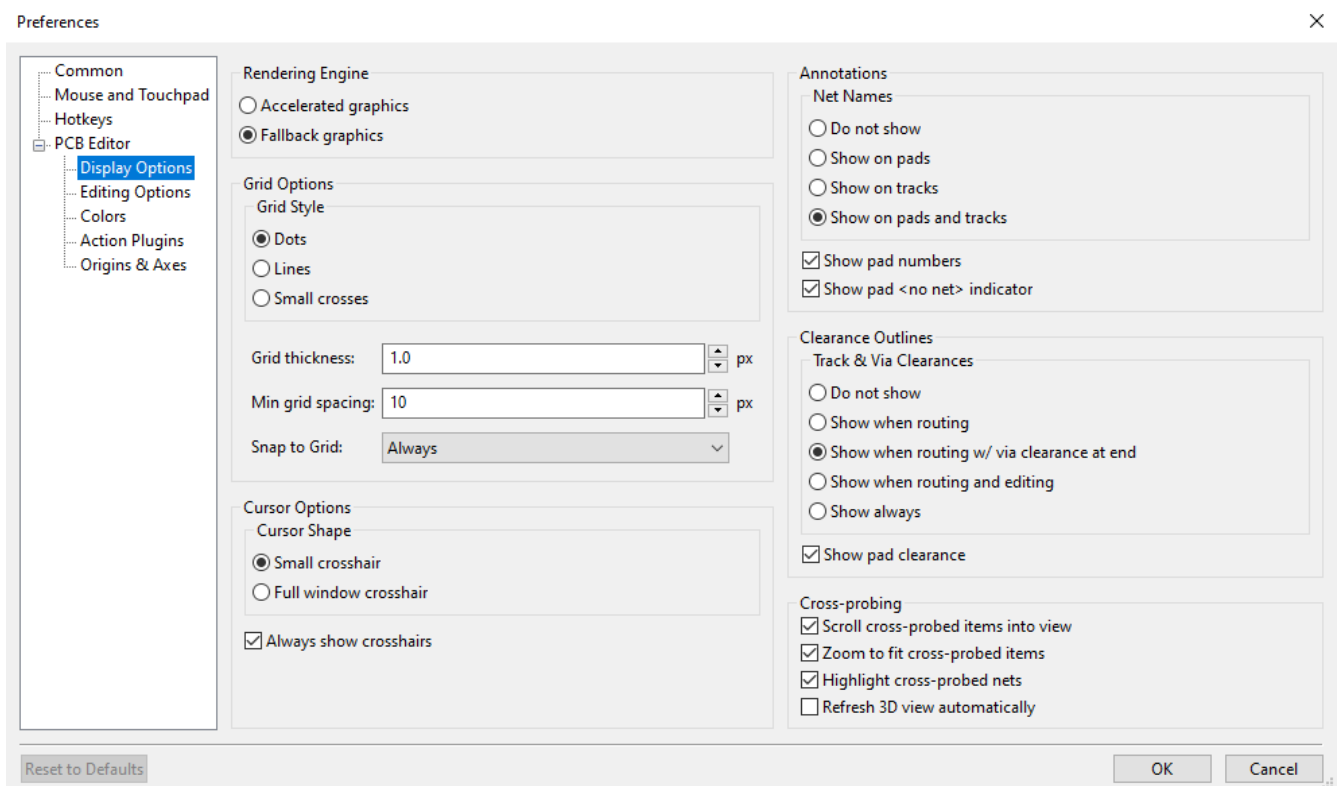 Preferences
Common
Mouse and Touchpad
Hotkeys
PCB Editor
Display Options
Editing Options
Colors
Action Plugins
Origins & Axes
Rendering Engine
Accelerated graphics
Fallback graphics
Grid Options
Grid Style
Dots
Lines
Small crosses
Grid thickness: 1.0 px
Min grid spacing: 10 px
Snap to Grid: Always
Cursor Options
Cursor Shape
Small crosshair
Full window crosshair
Always show crosshairs
Annotations
Net Names
Do not show
Show on pads
Show on tracks
Show on pads and tracks
Show pad numbers
Show pad <no net> indicator
Clearance Outlines
Track & Via Clearances
Do not show
Show when routing
Show when routing w/ via clearance at end
Show when routing and editing
Show always
Show pad clearance
Cross-probing
Scroll cross-probed items into view
Zoom to fit cross-probed items
Highlight cross-probed nets
Refresh 3D view automatically
Reset to Defaults
OK
Cancel